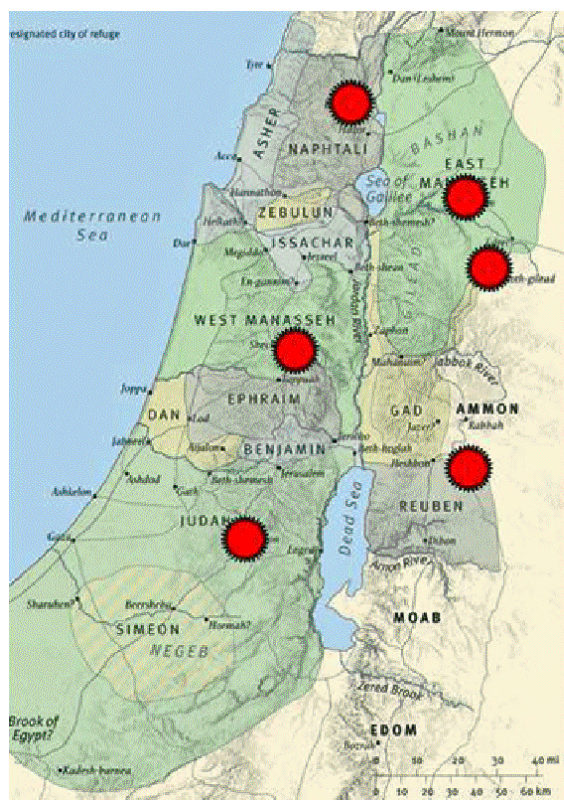 esignated city of refuge
Mount Hermon
Tyre
Dan (Leshem)
ASHER
NAPHTALI
BASHAN
EAST
Acco
Sea of
Galilee
Hannathon
ZEBULUN
Mediterranean
Sea
Helkath
Beth-shemesh?
ISSACHAR
Dor
Megiddo
Jezreel
Beth-shean
En-gannim?
GILEAD
Jordan River
WEST MANASSEH
Zaphon
Mahanaim?
Jabbok River
Tappuah
Joppa
EPHRAIM
DAN
Lod
GAD
AMMON
Jazer?
Rabbah
Jabneel
Aijalon
BENJAMIN
Jericho
Beth-hoglah
Heshbon
Ashdod
Beth-shemesh
Jerusalem
Gath
Ashkelon
REUBEN
JUDAH
Dead Sea
Gaza
Dibon
Arnon River
Sharuhen?
Beersheba
Hormah?
SIMEON
NEGEB
MOAB
Zered Brook
Brook of
Egypt?
EDOM
Bozrah
Kadesh-barnea
0 10 20 30 40 mi
0 10 20 30 40 50 60 km